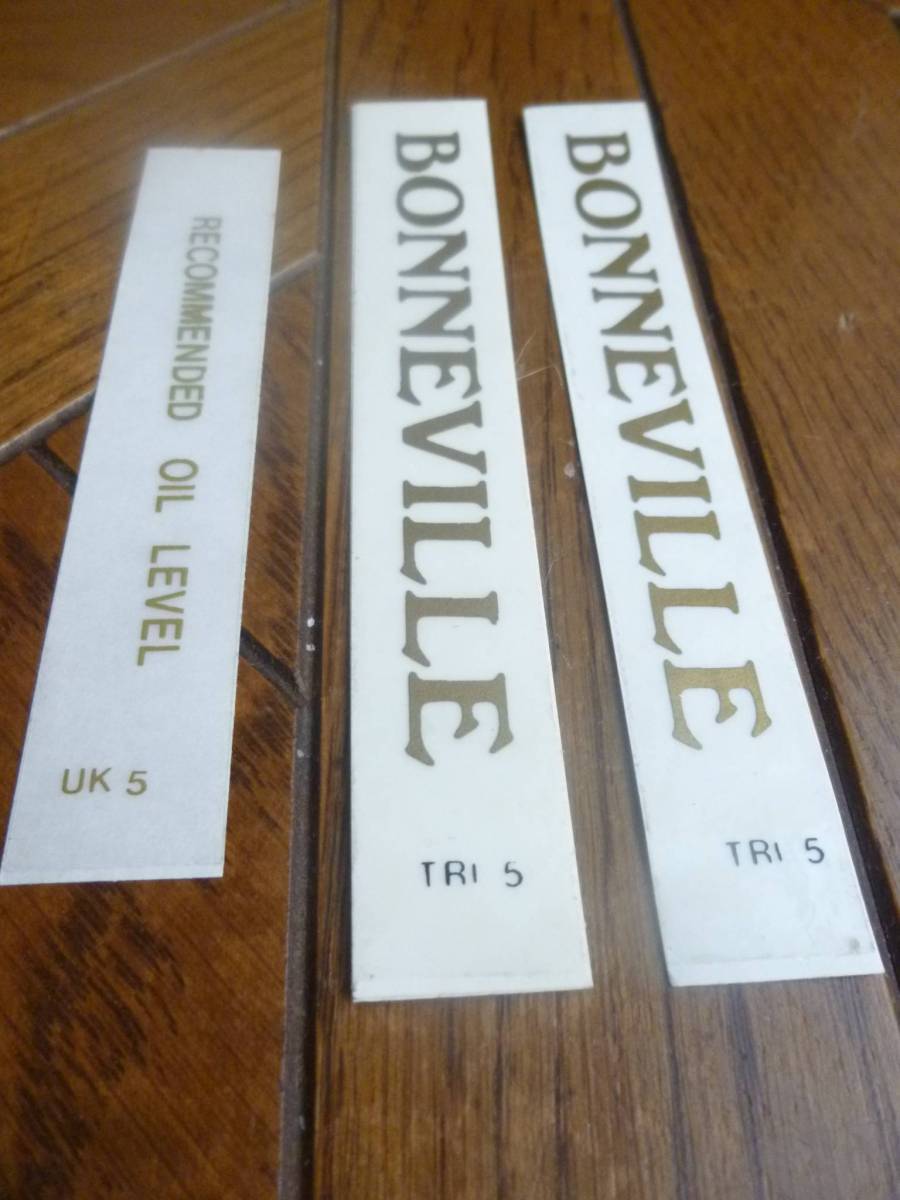 RECOMMENDED OIL LEVEL
UK 5
BONNEVILLE
TRI 5
BONNEVILLE
TRI 5